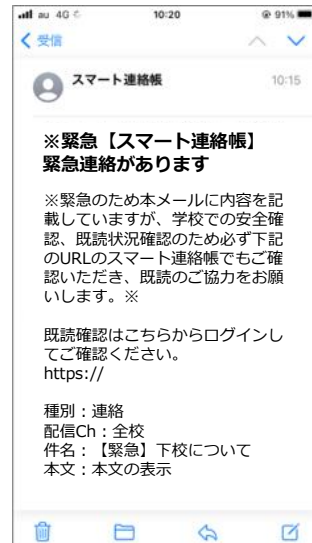 au 4G
10:20
91%
受信
スマート連絡帳
10:15
※緊急【スマート連絡帳】
緊急連絡があります
※緊急のため本メールに内容を記
載していますが、学校での安全確
認、既読状況確認のため必ず下記
のURLのスマート連絡帳でもご確
認いただき、既読のご協力をお願
いします。※
既読確認はこちらからログインし
てご確認ください。
https://
種別：連絡
配信Ch：全校
件名：【緊急】下校について
本文：本文の表示